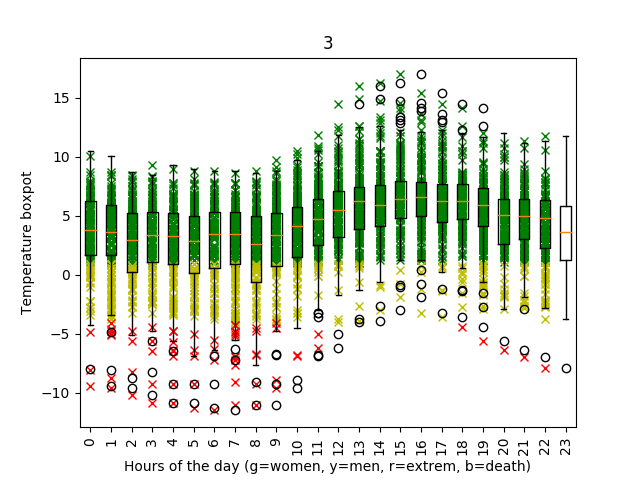 3
Temperature boxpot
15
10
5
0
−5
−10
0 1 2 3 4 5 6 7 8 9 10 11 12 13 14 15 16 17 18 19 20 21 22 23
Hours of the day (g=women, y=men, r=extrem, b=death)